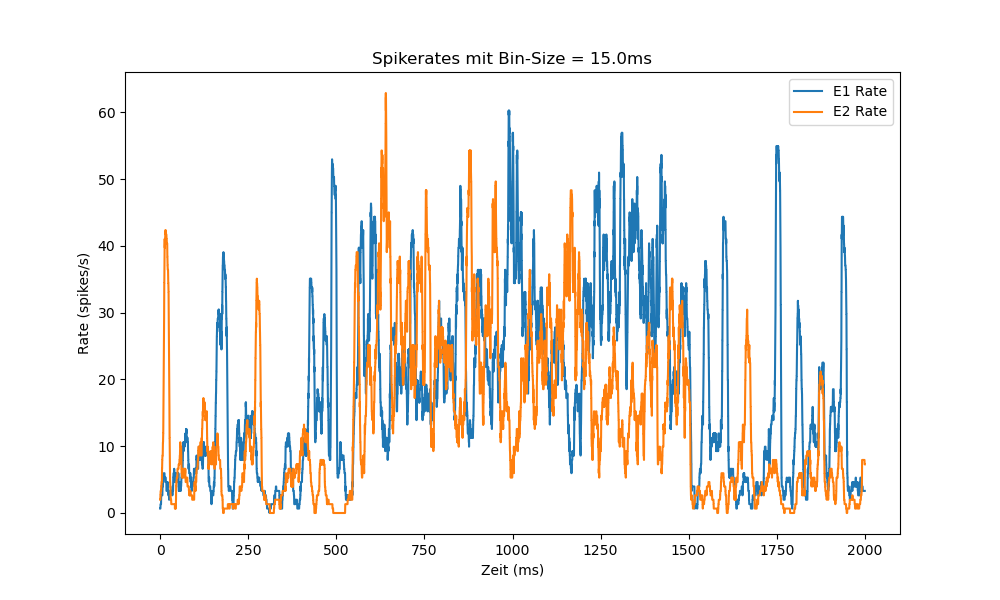 Spikerates mit Bin-Size = 15.0ms
E1 Rate
E2 Rate
Rate (spikes/s)
60
50
40
30
20
10
0
0 250 500 750 1000 1250 1500 1750 2000
Zeit (ms)